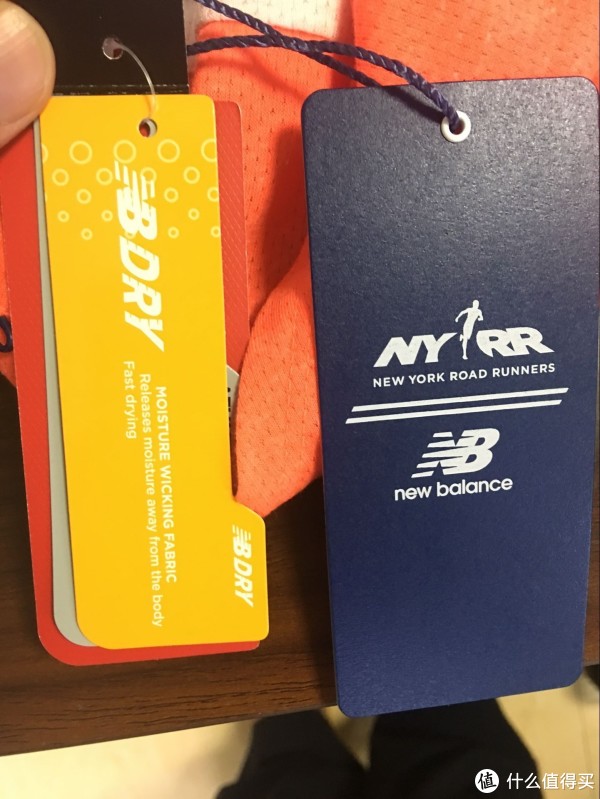 NB DRY
MOISTURE WICKING FABRIC
Releases moisture away from the body
Fast drying
NB DRY
NYRR
NEW YORK ROAD RUNNERS
NB
new balance
值 什么值得买